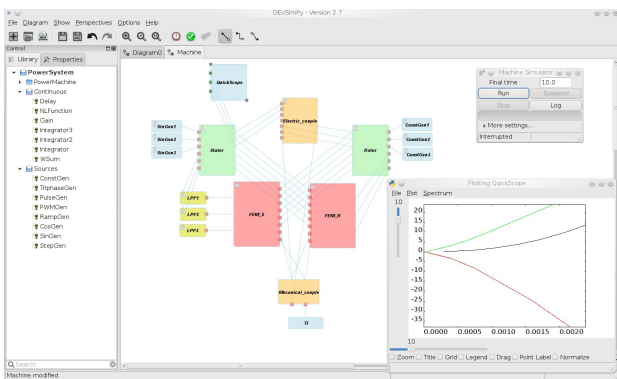 DEVSimPy - Version 2.7
File Diagram Show Perspectives Options Help
Control
Library Properties
PowerSystem
PowerMachine
Continuous
Delay
NLFunction
Gain
Integrator3
Integrator2
Integrator
WSum
Sources
ConstGen
TriphaseGen
PulseGen
PWMGen
RampGen
CosGen
SinGen
StepGen
Search
Machine modified
Diagram0 Machine
QuickScope
Electric_couple
SinGen1
SinGen2
SinGen3
Stator
Rotor
ConstGen1
ConstGen2
ConstGen3
LPF1
LPF2
LPF3
FEM_S
FEM_R
Mecanical_couple
Tl
Machine Simulator
Final time 10.0
Run Suspend
Stop Log
More settings...
Interrupted
Plotting QuickScope
File Plot Spectrum
10
20
15
10
5
0
-5
-10
-15
-20
-25
-30
-35
0.0000 0.0005 0.0010 0.0015 0.0020
10
Zoom Title Grid Legend Drag Point Label Normalize